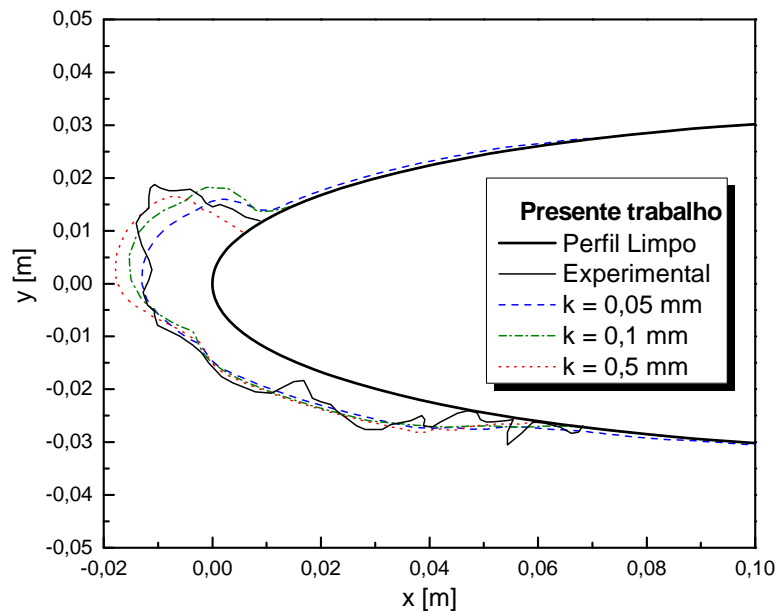 0,05
0,04
0,03
0,02
0,01
0,00
-0,01
-0,02
-0,03
-0,04
-0,05
y [m]
Presente trabalho
Perfil Limpo
Experimental
k = 0,05 mm
k = 0,1 mm
k = 0,5 mm
-0,02
0,00
0,02
0,04
0,06
0,08
0,10
x [m]